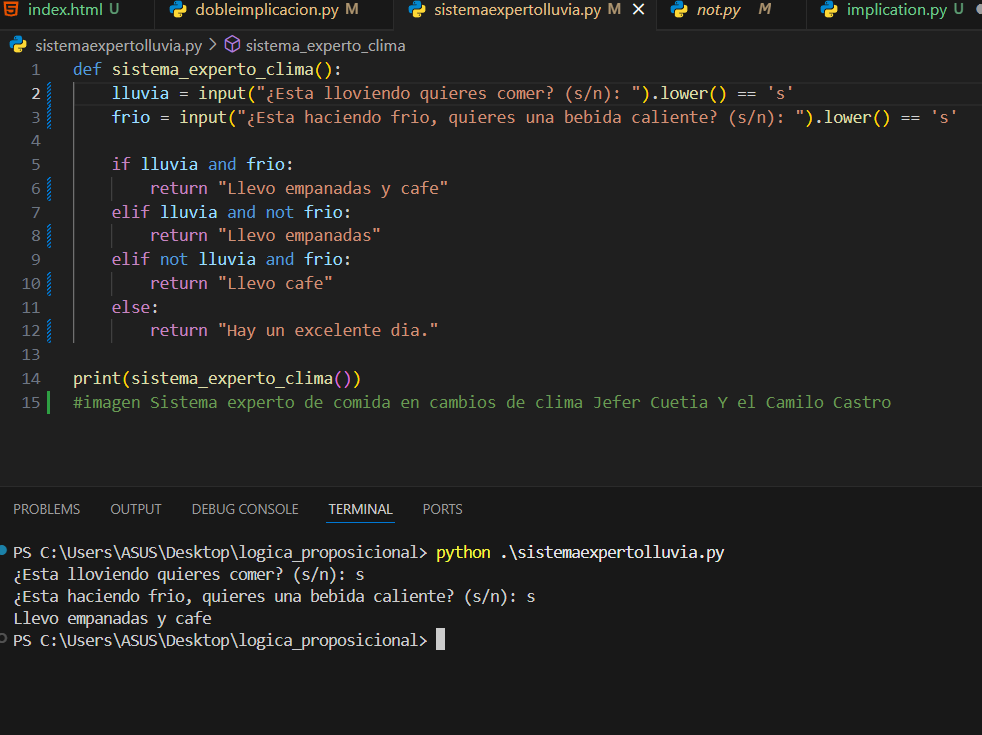 index.html U dobleimplicacion.py M sistemaexpertolluvia.py M not.py M implication.py U
sistemaexpertolluvia.py > sistema_experto_clima
1 def sistema_experto_clima():
2 lluvia = input("¿Esta lloviendo quieres comer? (s/n): ").lower() == 's'
3 frio = input("¿Esta haciendo frio, quieres una bebida caliente? (s/n): ").lower() == 's'
4
5 if lluvia and frio:
6 return "Llevo empanadas y cafe"
7 elif lluvia and not frio:
8 return "Llevo empanadas"
9 elif not lluvia and frio:
10 return "Llevo cafe"
11 else:
12 return "Hay un excelente dia."
13
14 print(sistema_experto_clima())
15 #imagen Sistema experto de comida en cambios de clima Jefer Cuetia Y el Camilo Castro
PROBLEMS OUTPUT DEBUG CONSOLE TERMINAL PORTS
PS C:\Users\ASUS\Desktop\logica_proposicional> python .\sistemaexpertolluvia.py
¿Esta lloviendo quieres comer? (s/n): s
¿Esta haciendo frio, quieres una bebida caliente? (s/n): s
Llevo empanadas y cafe
PS C:\Users\ASUS\Desktop\logica_proposicional>